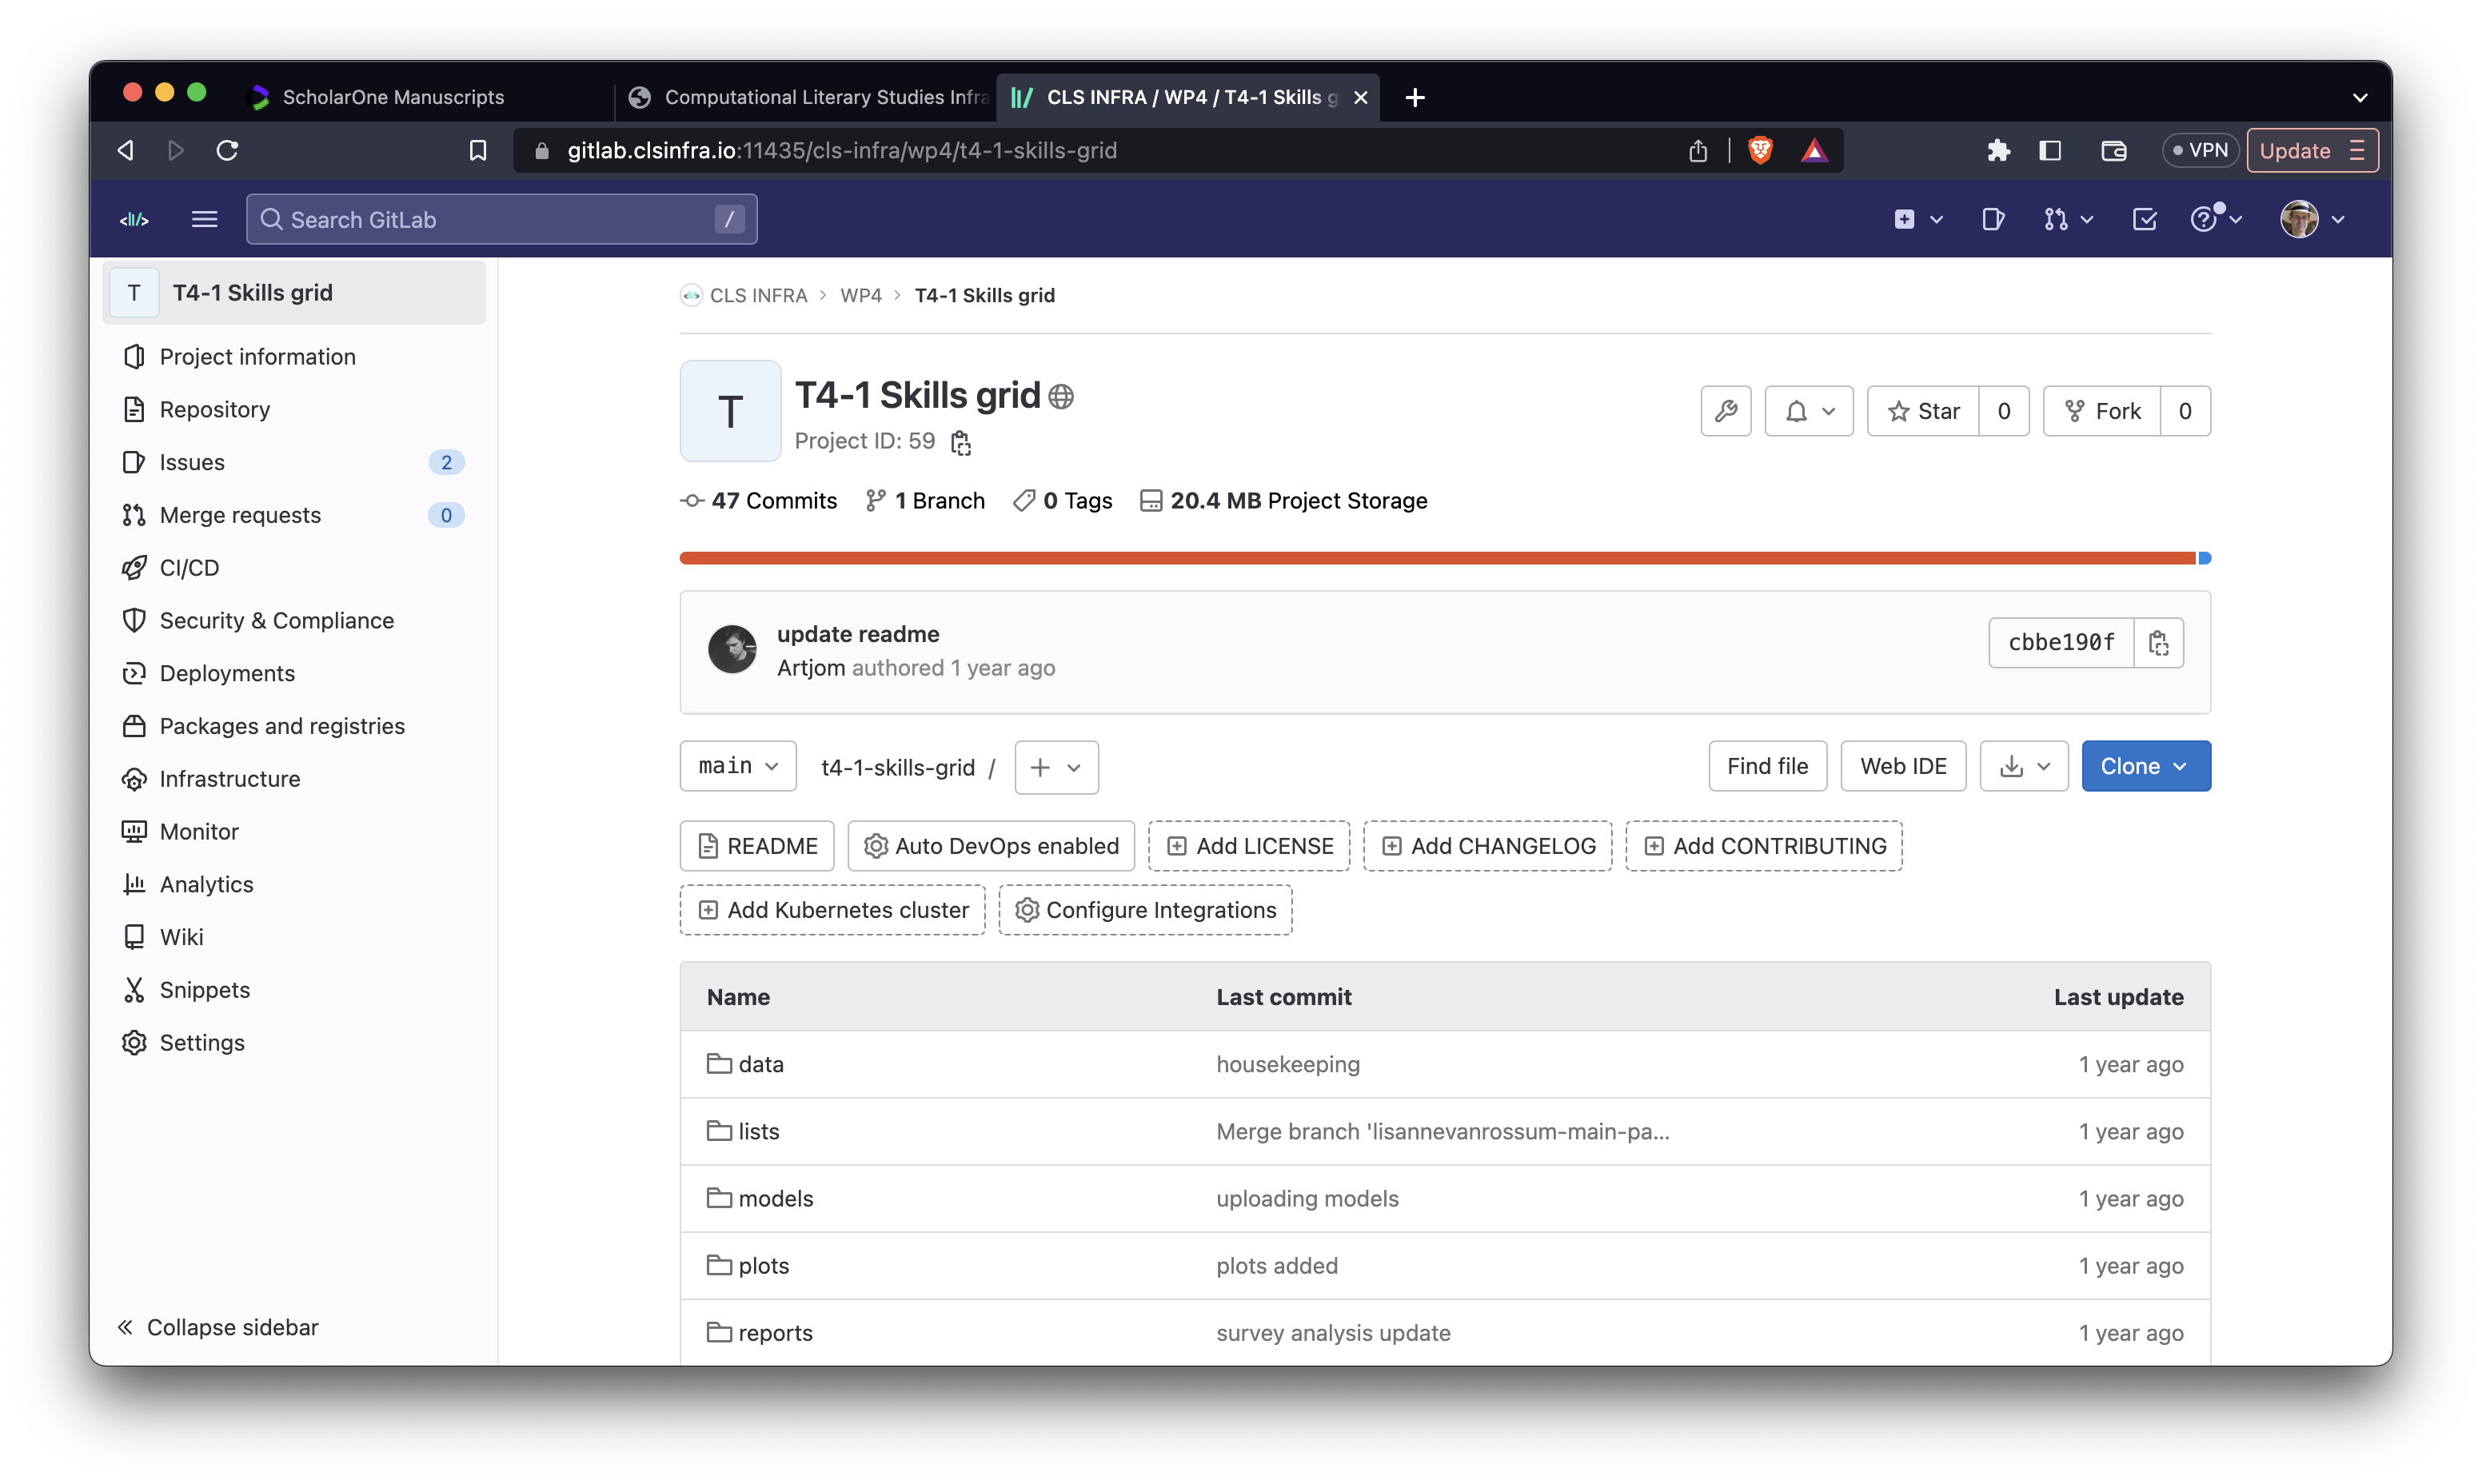 ScholarOne Manuscripts
Computational Literary Studies Infra
CLS INFRA / WP4 / T4-1 Skills g
gitlab.clsinfra.io:11435/cls-infra/wp4/t4-1-skills-grid
VPN
Update
Search GitLab
/
T
T4-1 Skills grid
Project information
Repository
Issues 2
Merge requests 0
CI/CD
Security & Compliance
Deployments
Packages and registries
Infrastructure
Monitor
Analytics
Wiki
Snippets
Settings
Collapse sidebar
CLS INFRA > WP4 > T4-1 Skills grid
T
T4-1 Skills grid
Project ID: 59
Star 0
Fork 0
47 Commits 1 Branch 0 Tags 20.4 MB Project Storage
update readme
Artjom authored 1 year ago
cbbe190f
main
t4-1-skills-grid /
Find file
Web IDE
Clone
README
Auto DevOps enabled
Add LICENSE
Add CHANGELOG
Add CONTRIBUTING
Add Kubernetes cluster
Configure Integrations
Name Last commit Last update
data housekeeping 1 year ago
lists Merge branch 'lisannevanrossum-main-pa... 1 year ago
models uploading models 1 year ago
plots plots added 1 year ago
reports survey analysis update 1 year ago